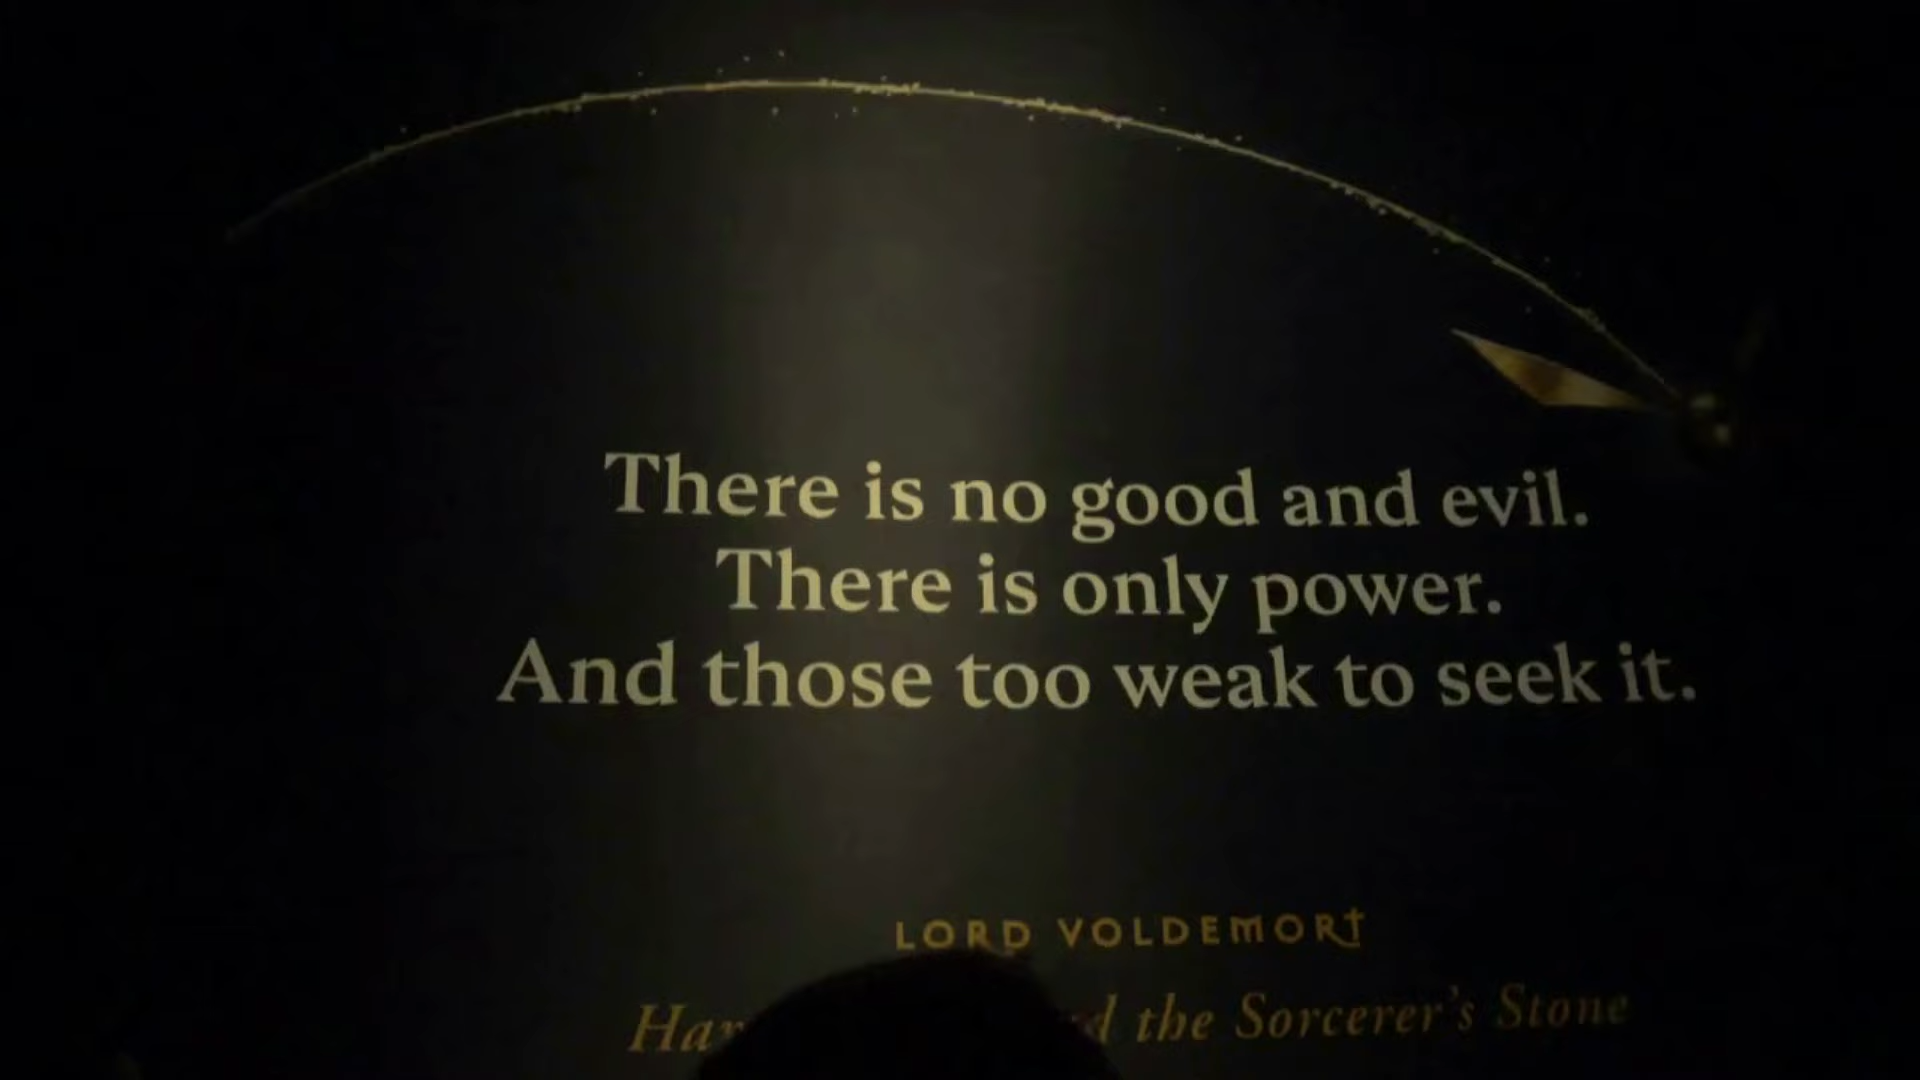 There is no good and evil.
There is only power.
And those too weak to seek it.
LORD VOLDEMORT
Har d the Sorcerer's Stone